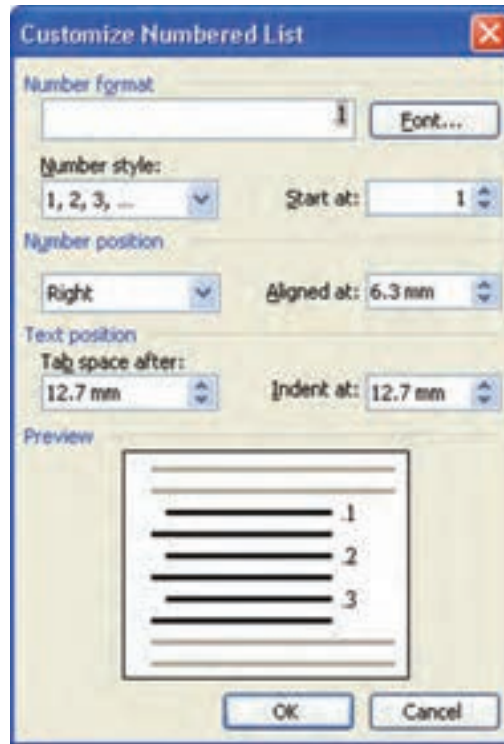 Customize Numbered List
Number format
1 Font...
Number style:
1, 2, 3, ... Start at: 1
Number position
Right Aligned at: 6.3 mm
Text position
Tab space after:
12.7 mm Indent at: 12.7 mm
Preview
.1
.2
.3
OK Cancel